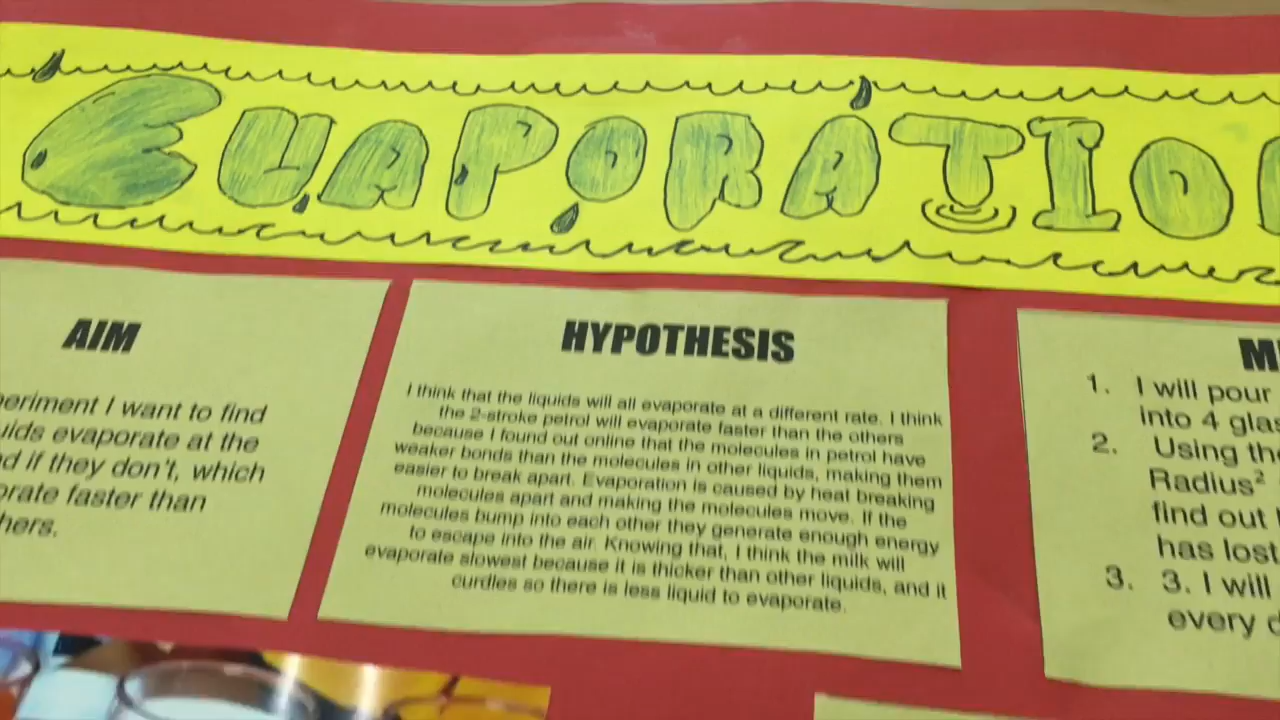 EVAPORATIO
AIM
periment I want to find
uids evaporate at the
d if they don't, which
orate faster than
hers.
HYPOTHESIS
I think that the liquids will all evaporate at a different rate. I think
the 2-stroke petrol will evaporate faster than the others
because I found out online that the molecules in petrol have
weaker bonds than the molecules in other liquids, making them
easier to break apart. Evaporation is caused by heat breaking
molecules apart and making the molecules move. If the
molecules bump into each other they generate enough energy
to escape into the air. Knowing that, I think the milk will
evaporate slowest because it is thicker than other liquids, and it
curdles so there is less liquid to evaporate.
M
1. I will pour
into 4 glas
2. Using the
Radius²
find out t
has lost
3. 3. I will
every d